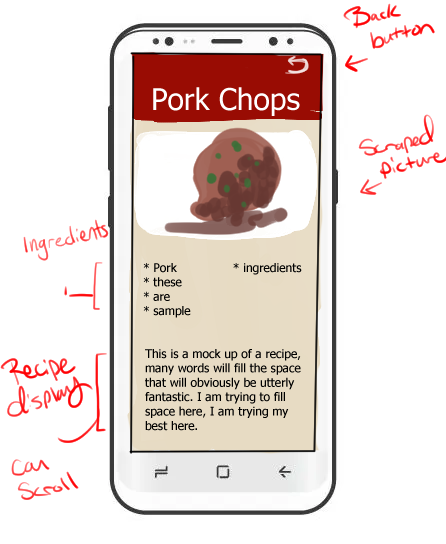 Back
button
Pork Chops
Scraped
picture
Ingredients
* Pork * ingredients
* these
* are
* sample
Recipe
display
This is a mock up of a recipe,
many words will fill the space
that will obviously be utterly
fantastic. I am trying to fill
space here, I am trying my
best here.
Can
Scroll